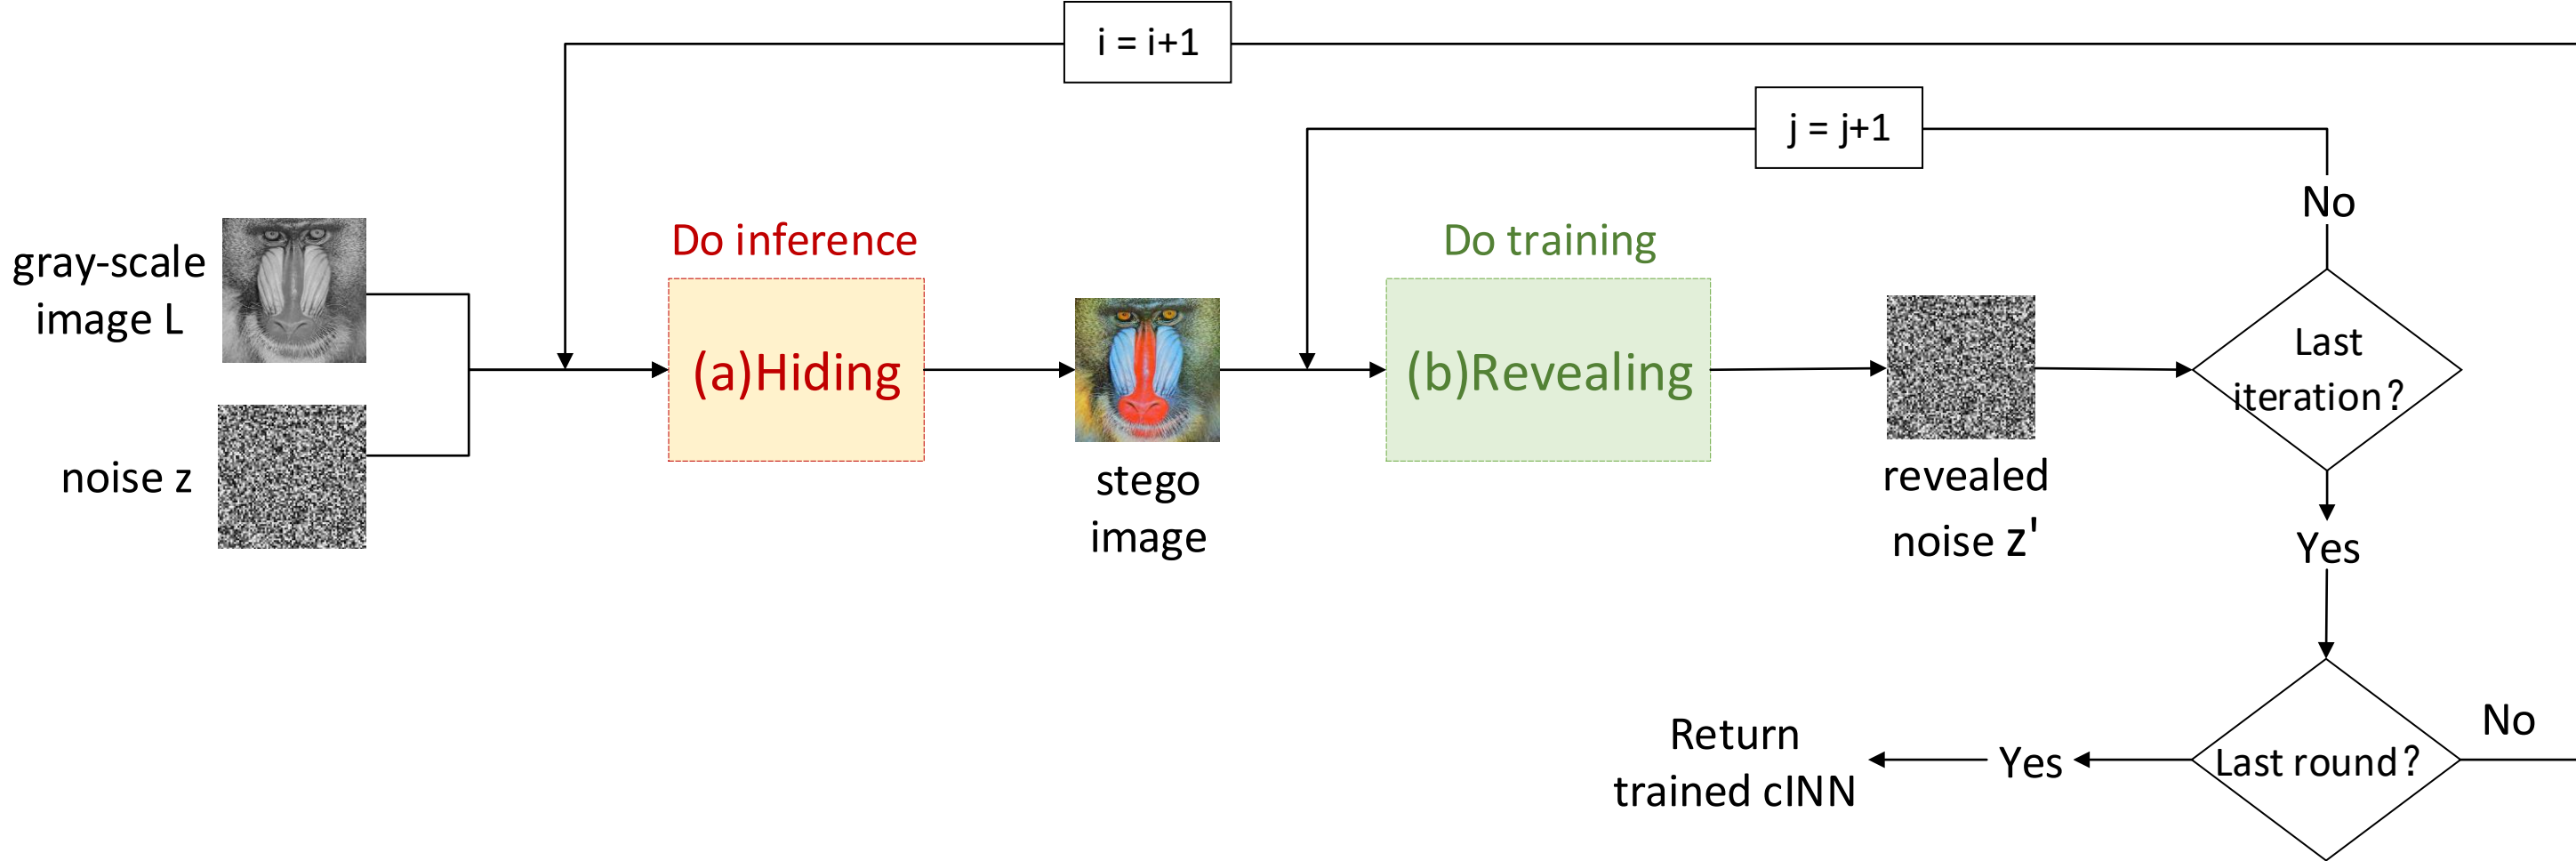 i = i+1
j = j+1
No
Do inference
Do training
gray-scale
image L
(a)Hiding
(b)Revealing
Last
iteration?
noise z
stego
image
revealed
noise z'
Yes
No
Return
trained cINN
Yes
Last round?